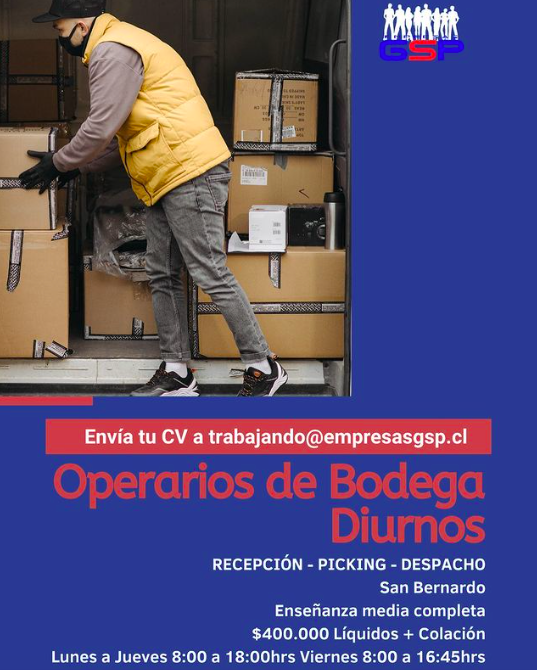 GSP
Envía tu CV a trabajando@empresasgsp.cl
Operarios de Bodega
Diurnos
RECEPCIÓN - PICKING - DESPACHO
San Bernardo
Enseñanza media completa
$400.000 Líquidos + Colación
Lunes a Jueves 8:00 a 18:00hrs Viernes 8:00 a 16:45hrs